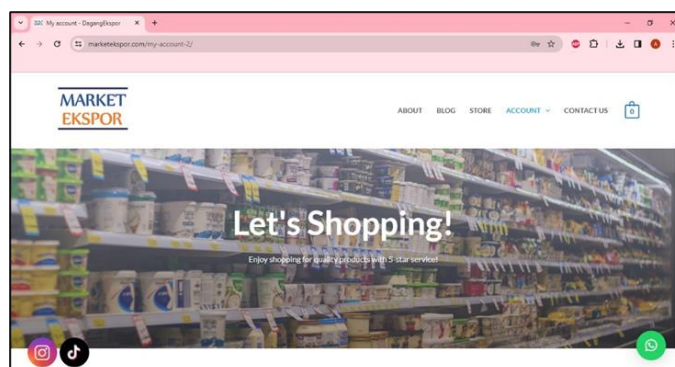 My account - DagangEkspor
marketekspor.com/my-account-2/
MARKET
EKSPOR
ABOUT BLOG STORE ACCOUNT CONTACT US 0
Let's Shopping!
Enjoy shopping for quality products with 5-star service!